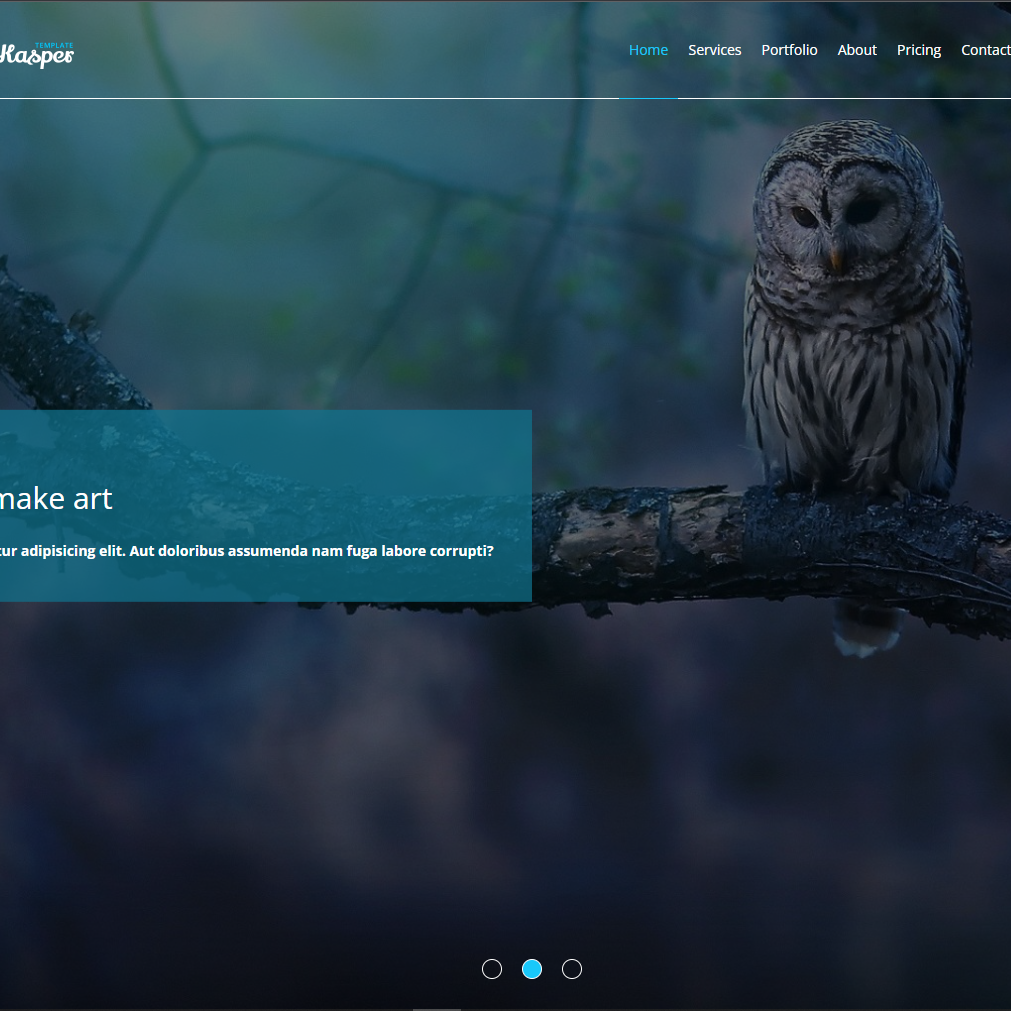 TEMPLATE
Kasper
Home Services Portfolio About Pricing Contact
make art
tur adipisicing elit. Aut doloribus assumenda nam fuga labore corrupti?